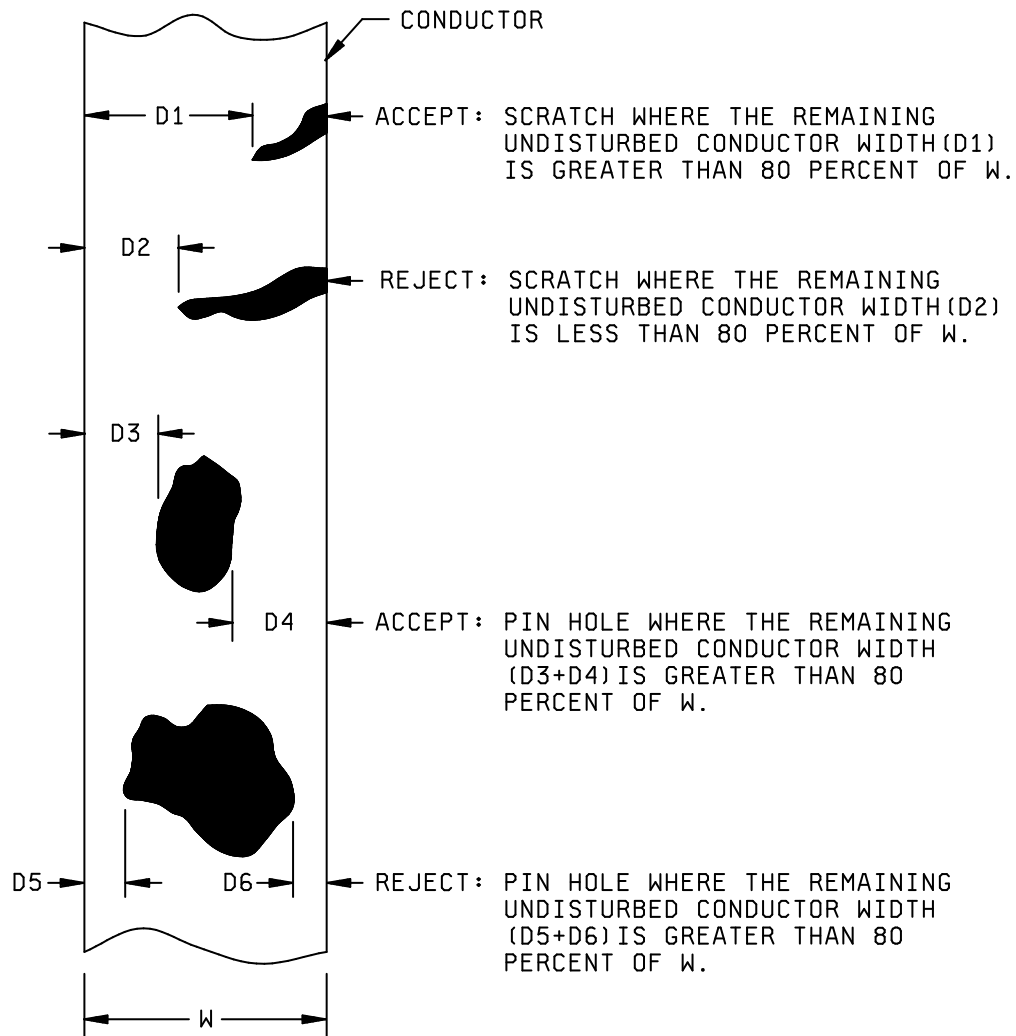 CONDUCTOR
D1
ACCEPT: SCRATCH WHERE THE REMAINING
UNDISTURBED CONDUCTOR WIDTH(D1)
IS GREATER THAN 80 PERCENT OF W.
D2
REJECT: SCRATCH WHERE THE REMAINING
UNDISTURBED CONDUCTOR WIDTH(D2)
IS LESS THAN 80 PERCENT OF W.
D3
D4
ACCEPT: PIN HOLE WHERE THE REMAINING
UNDISTURBED CONDUCTOR WIDTH
(D3+D4)IS GREATER THAN 80
PERCENT OF W.
D5
D6
REJECT: PIN HOLE WHERE THE REMAINING
UNDISTURBED CONDUCTOR WIDTH
(D5+D6)IS GREATER THAN 80
PERCENT OF W.
W